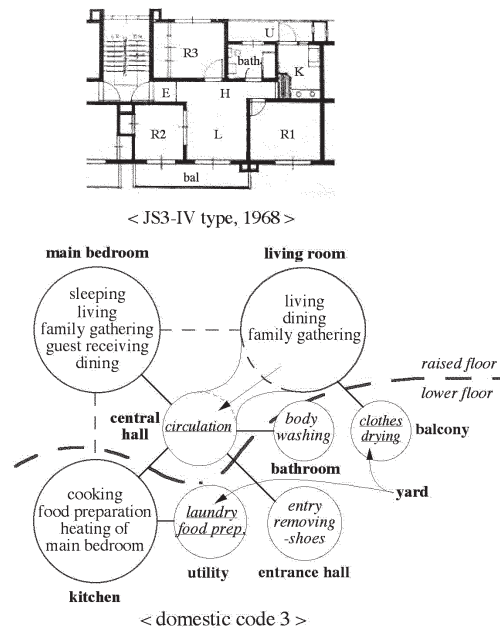 U
R3
bath
K
E
H
R2
L
R1
bal
< JS3-IV type, 1968 >
main bedroom
living room
sleeping
living
family gathering
guest receiving
dining
living
dining
family gathering
raised floor
lower floor
central
hall
circulation
body
washing
clothes
drying
balcony
bathroom
cooking
food preparation
heating of
main bedroom
laundry
food prep.
entry
removing
-shoes
yard
utility
entrance hall
kitchen
< domestic code 3 >